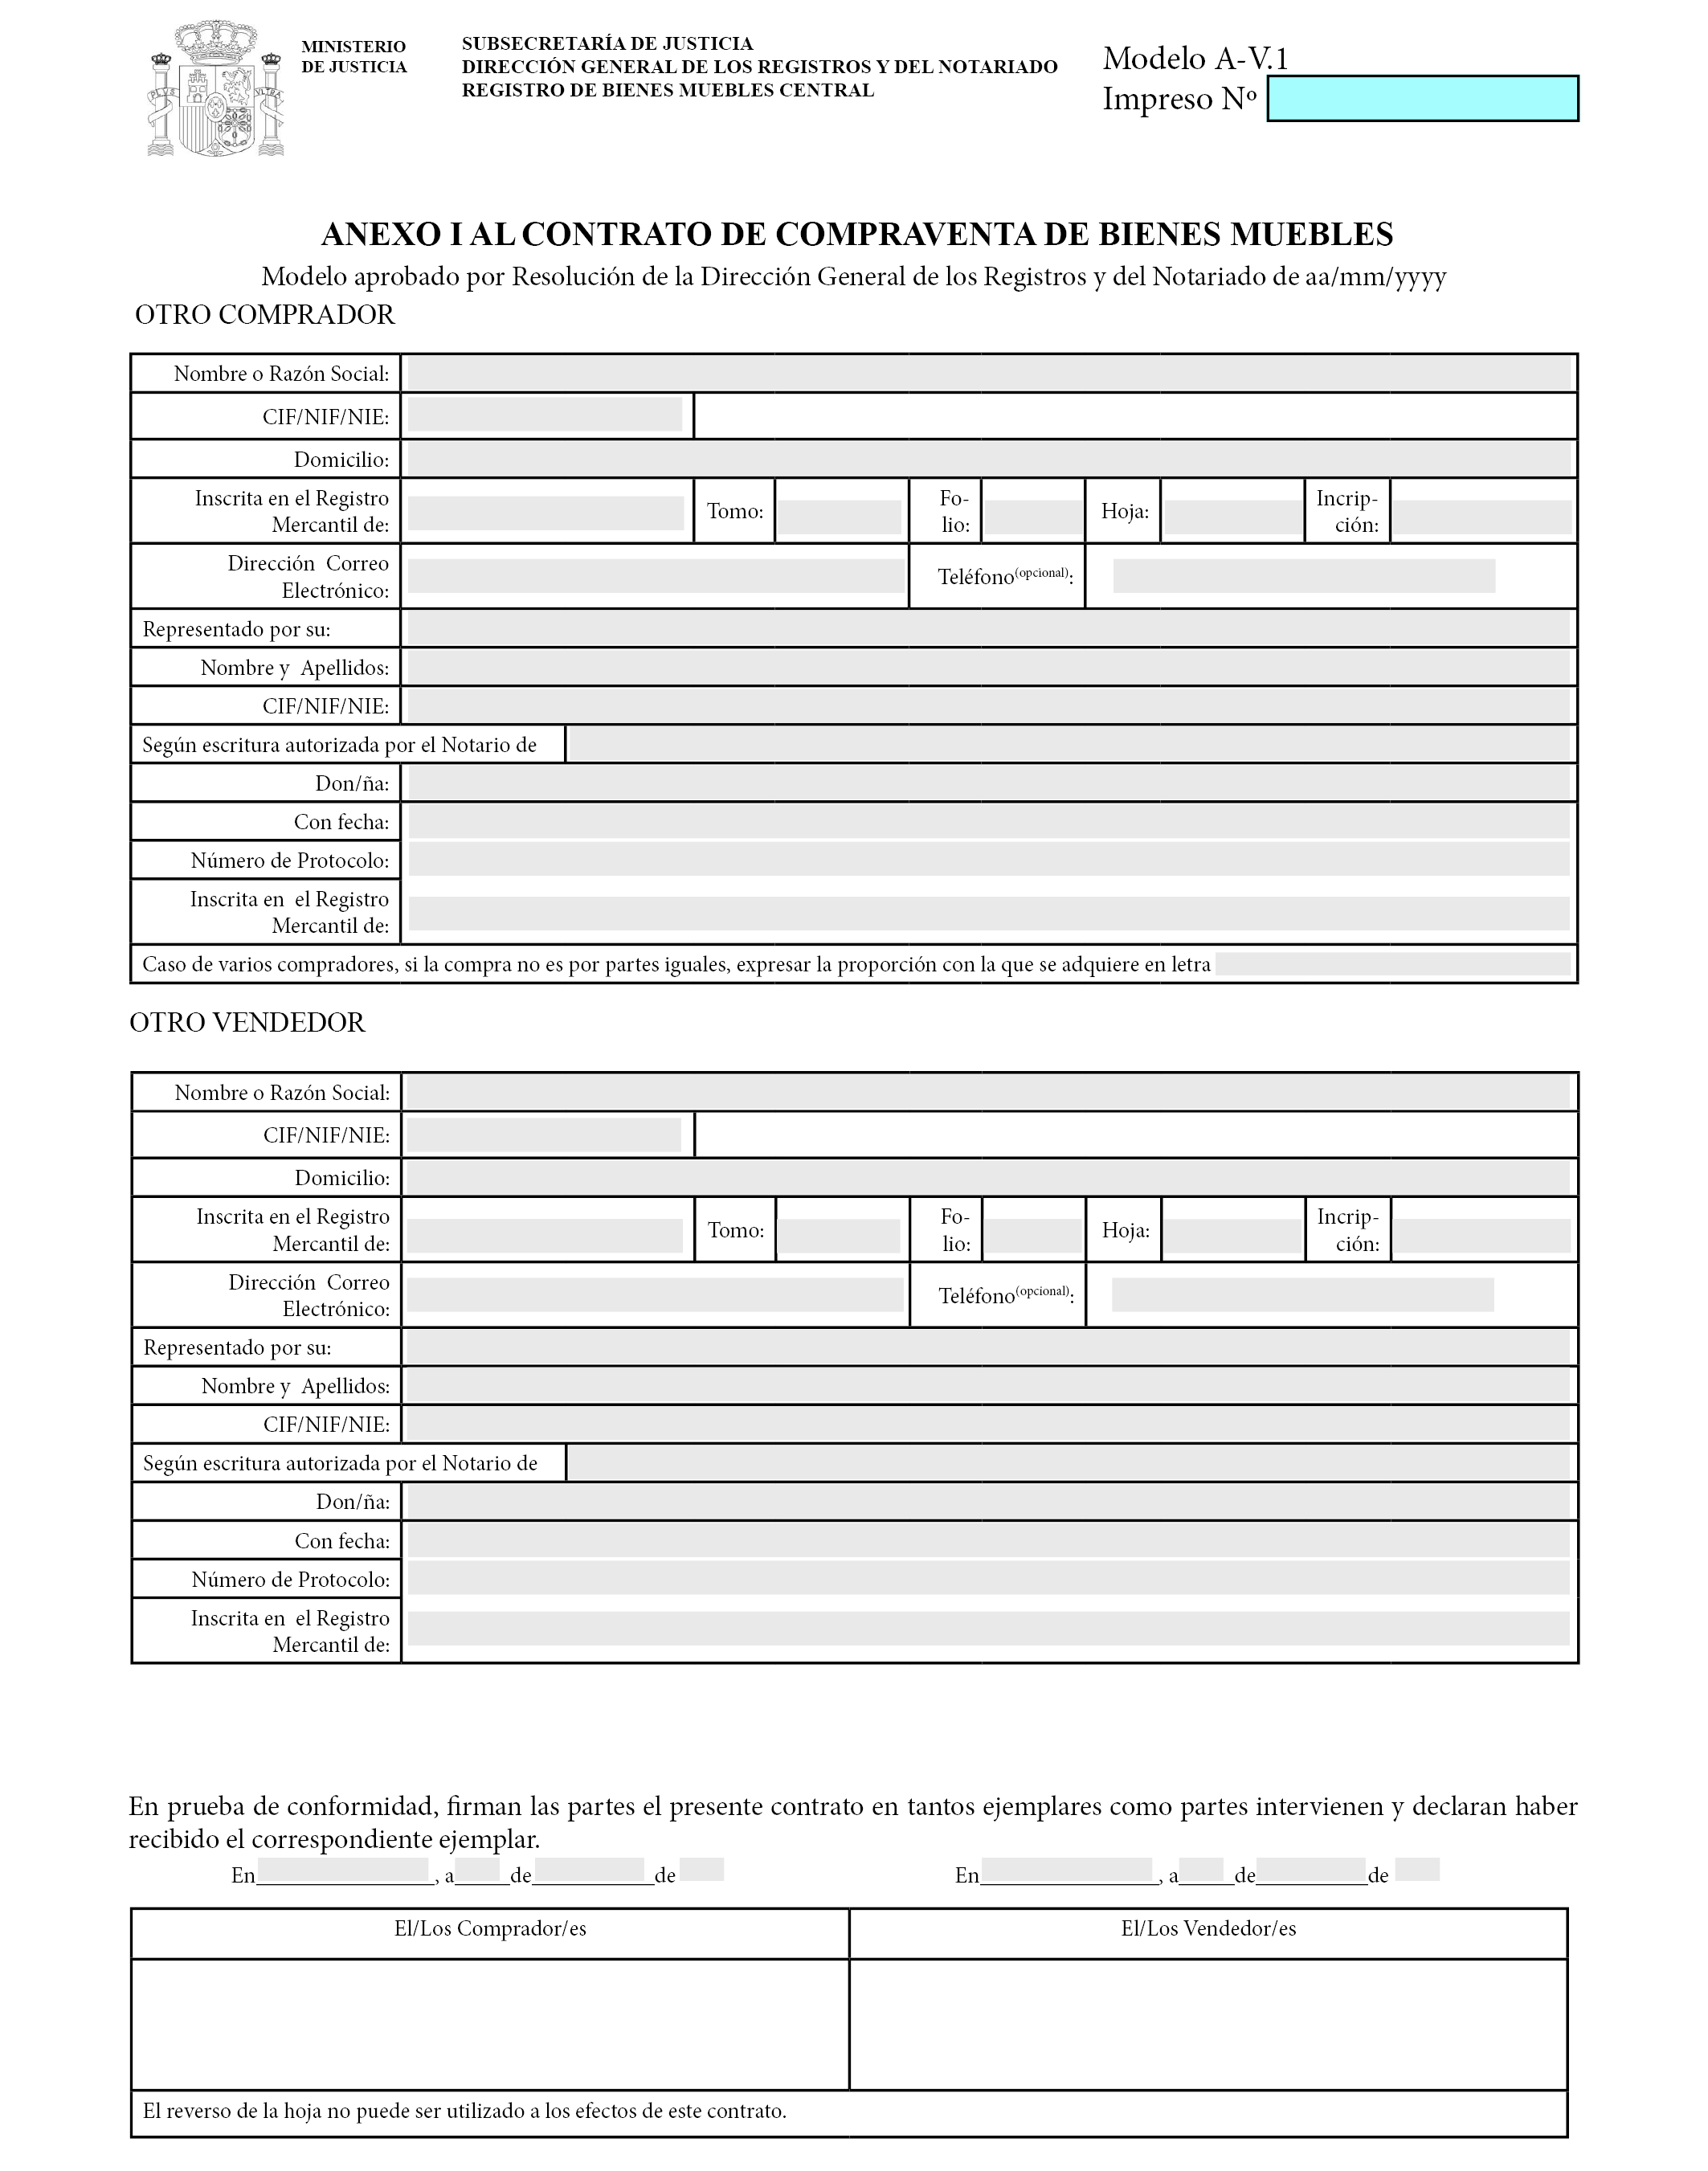 MINISTERIO
DE JUSTICIA
SUBSECRETARÍA DE JUSTICIA
DIRECCIÓN GENERAL DE LOS REGISTROS Y DEL NOTARIADO
REGISTRO DE BIENES MUEBLES CENTRAL
Modelo A-V.1
Impreso Nº
PLVS VLTRA
ANEXO I AL CONTRATO DE COMPRAVENTA DE BIENES MUEBLES
Modelo aprobado por Resolución de la Dirección General de los Registros y del Notariado de aa/mm/yyyy
OTRO COMPRADOR
Nombre o Razón Social:
CIF/NIF/NIE:
Domicilio:
Inscrita en el Registro
Mercantil de:
Tomo:
Fo-
lio:
Hoja:
Incrip-
ción:
Dirección Correo
Electrónico:
Teléfono(opcional):
Representado por su:
Nombre y Apellidos:
CIF/NIF/NIE:
Según escritura autorizada por el Notario de
Don/ña:
Con fecha:
Número de Protocolo:
Inscrita en el Registro
Mercantil de:
Caso de varios compradores, si la compra no es por partes iguales, expresar la proporción con la que se adquiere en letra
OTRO VENDEDOR
Nombre o Razón Social:
CIF/NIF/NIE:
Domicilio:
Inscrita en el Registro
Mercantil de:
Tomo:
Fo-
lio:
Hoja:
Incrip-
ción:
Dirección Correo
Electrónico:
Teléfono(opcional):
Representado por su:
Nombre y Apellidos:
CIF/NIF/NIE:
Según escritura autorizada por el Notario de
Don/ña:
Con fecha:
Número de Protocolo:
Inscrita en el Registro
Mercantil de:
En prueba de conformidad, firman las partes el presente contrato en tantos ejemplares como partes intervienen y declaran haber
recibido el correspondiente ejemplar.
En________________, a_____de___________de
En________________, a_____de__________de
El/Los Comprador/es
El/Los Vendedor/es
El reverso de la hoja no puede ser utilizado a los efectos de este contrato.